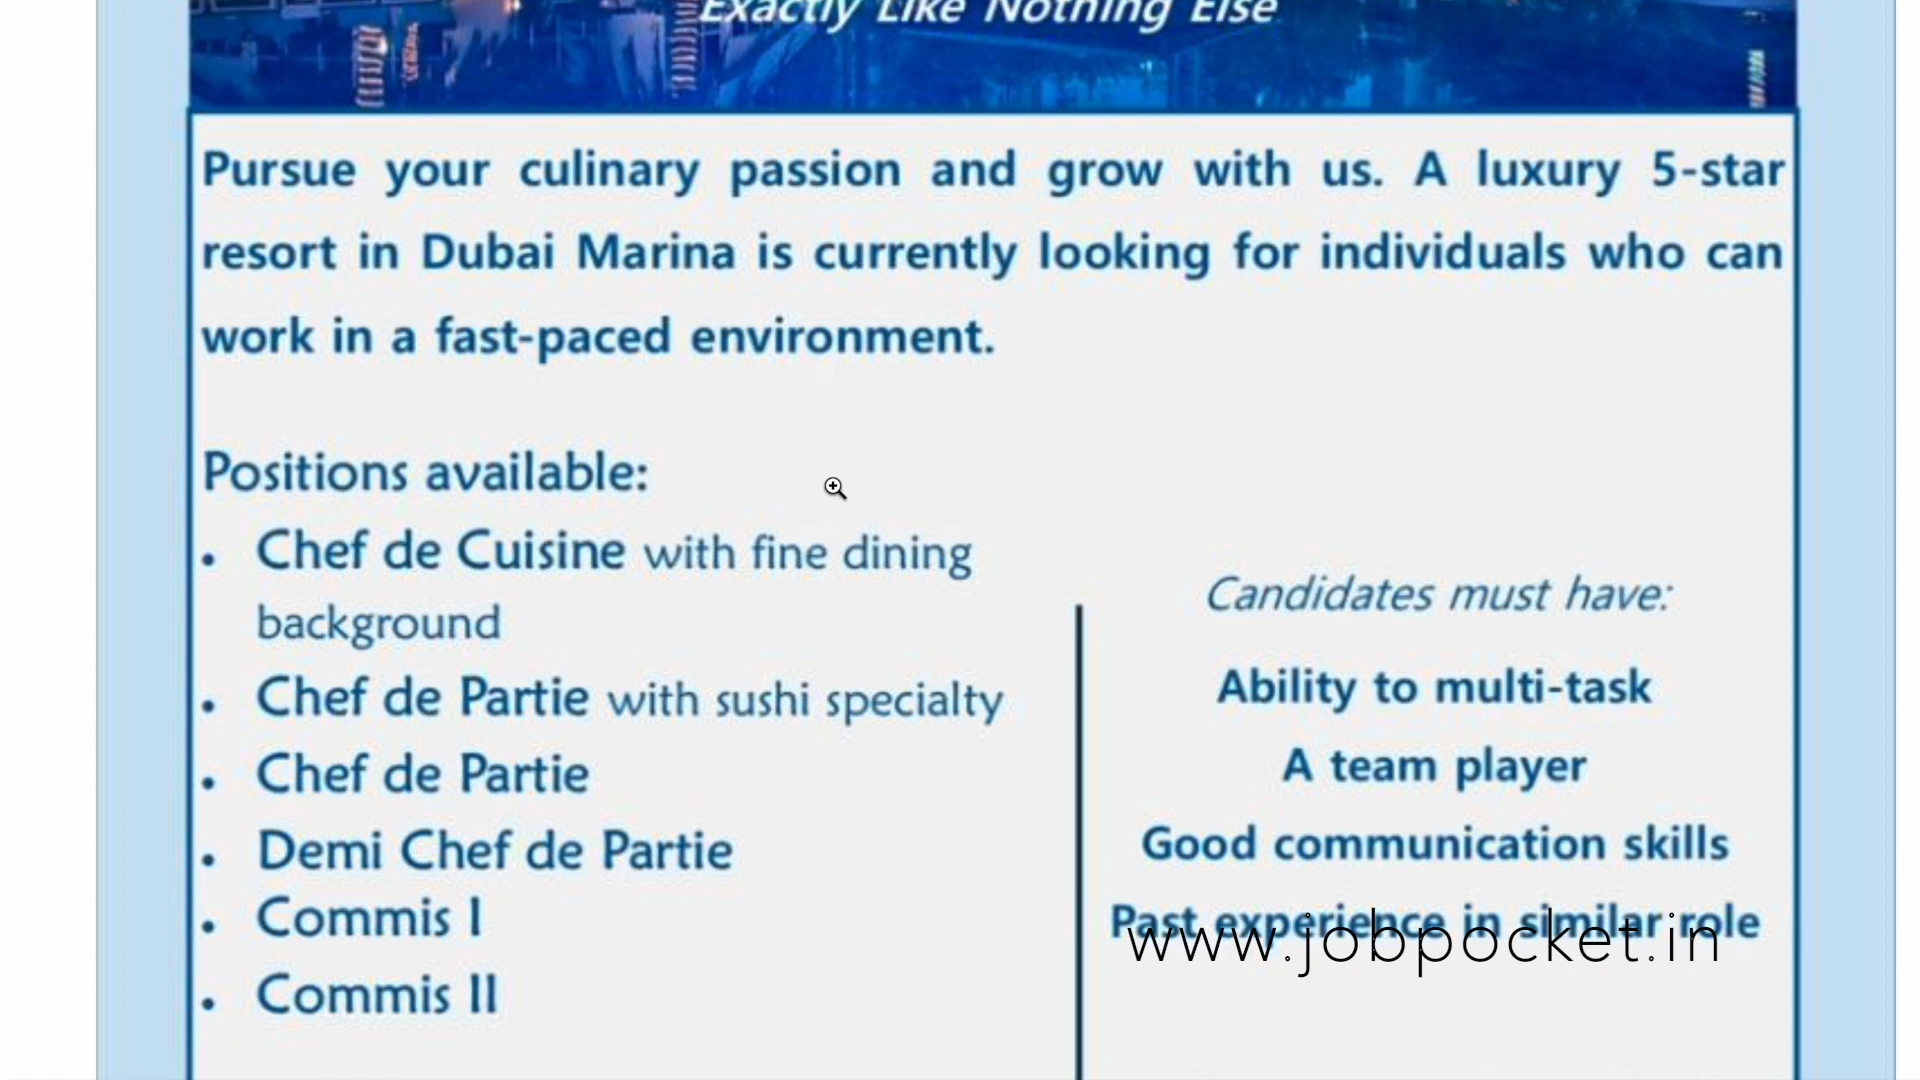 Exactly Like Nothing Else
Pursue your culinary passion and grow with us. A luxury 5-star
resort in Dubai Marina is currently looking for individuals who can
work in a fast-paced environment.
Positions available:
• Chef de Cuisine with fine dining
background
• Chef de Partie with sushi specialty
• Chef de Partie
• Demi Chef de Partie
• Commis I
• Commis II
Candidates must have:
Ability to multi-task
A team player
Good communication skills
Past experience in similar role
www.jobpocket.in